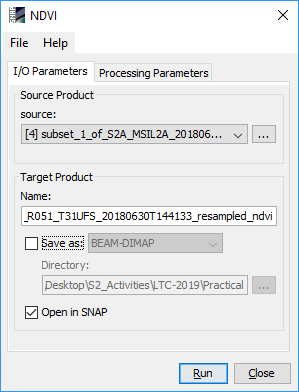 NDVI
File Help
I/O Parameters Processing Parameters
Source Product
source:
[4] subset_1_of_S2A_MSIL2A_201806... ...
Target Product
Name:
_R051_T31UFS_20180630T144133_resampled_ndvi
Save as: BEAM-DIMAP
Directory:
Desktop\S2_Activities\LTC-2019\Practical ...
Open in SNAP
Run Close